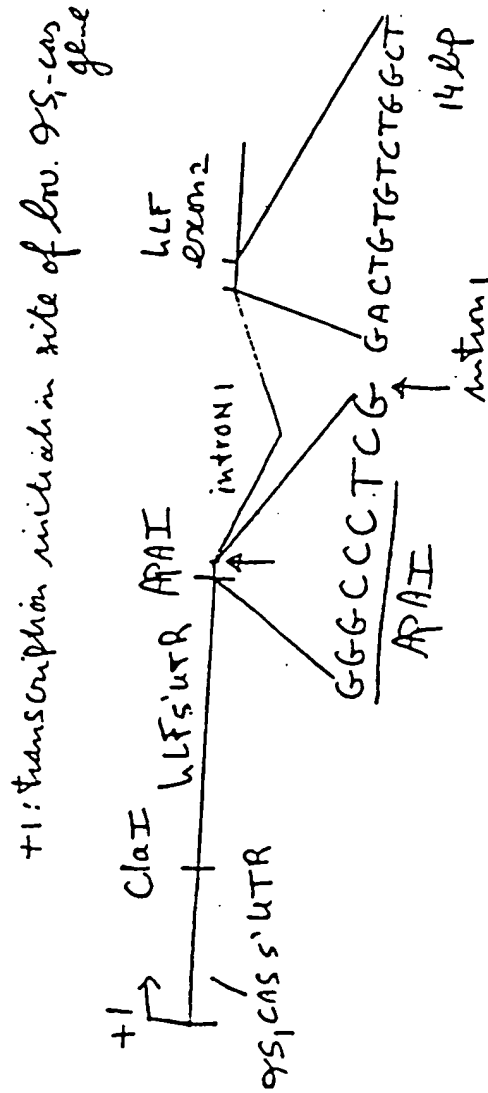 +1: transcription initiation site of bov. αS₁-cas
gene
+1
ClaI
hLF5'UTR
APAI
intron1
hLF
exon2
αS₁CAS 5'UTR
GGGCCCTCG
GACTGTGTCTGGCT
APAI
intron1
14bp